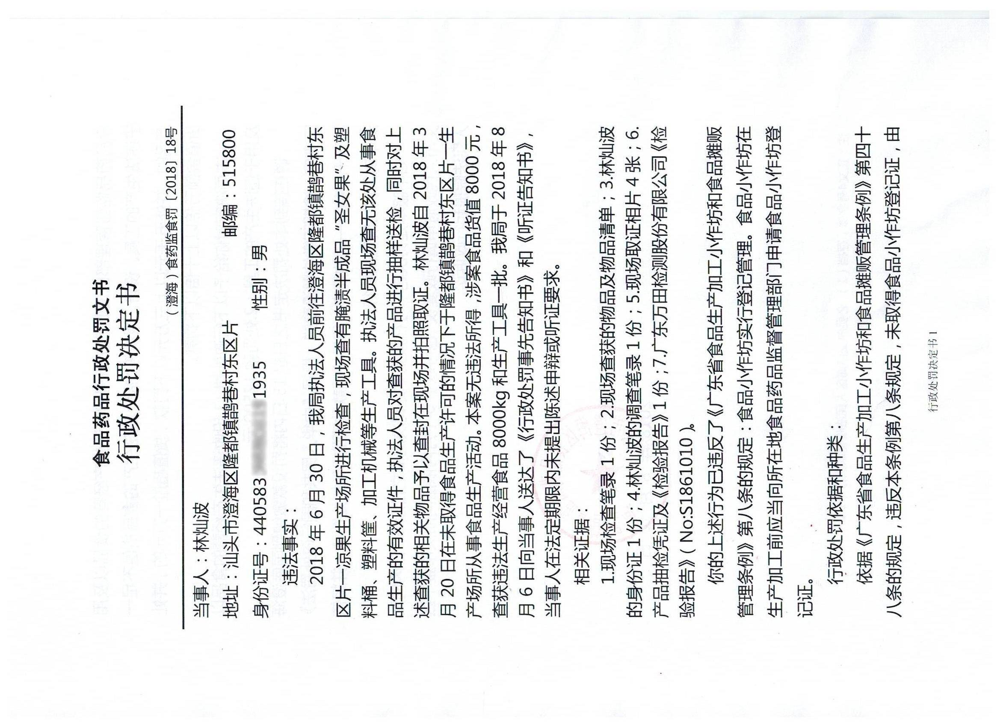 食品药品行政处罚文书
行政处罚决定书
（澄海）食药监食罚〔2018〕18号
当事人：林灿波
地址：汕头市澄海区隆都镇鹊巷村东区片 邮编：515800
身份证号：440583 1935 性别：男
违法事实：
2018年6月30日，我局执法人员前往澄海区隆都镇鹊巷村东
区片一凉果生产场所进行检查，现场查有腌渍半成品“圣女果”及塑
料桶、塑料筐、加工机械等生产工具。执法人员现场查无该处从事食
品生产的有效证件，执法人员对查获的产品进行抽样送检，同时对上
述查获的相关物品予以查封在现场并拍照取证。林灿波自2018年3
月20日在未取得食品生产许可的情况下于隆都镇鹊巷村东区片一生
产场所从事食品生产活动。本案无违法所得，涉案食品货值8000元，
查获违法生产经营食品8000kg和生产工具一批。我局于2018年8
月6日向当事人送达了《行政处罚事先告知书》和《听证告知书》，
当事人在法定期限内未提出陈述申辩或听证要求。
相关证据：
1.现场检查笔录1份；2.现场查获的物品及物品清单；3.林灿波
的身份证1份；4.林灿波的调查笔录1份；5.现场取证相片4张；6.
产品抽检凭证及《检验报告》1份；7.广东万田检测股份有限公司《检
验报告》（No:S1861010）。
你的上述行为已违反了《广东省食品生产加工小作坊和食品摊贩
管理条例》第八条的规定：食品小作坊实行登记管理。食品小作坊在
生产加工前应当向所在地食品药品监督管理部门申请食品小作坊登
记证。
行政处罚依据和种类：
依据《广东省食品生产加工小作坊和食品摊贩管理条例》第四十
八条的规定，违反本条例第八条规定，未取得食品小作坊登记证，由
行政处罚决定书1